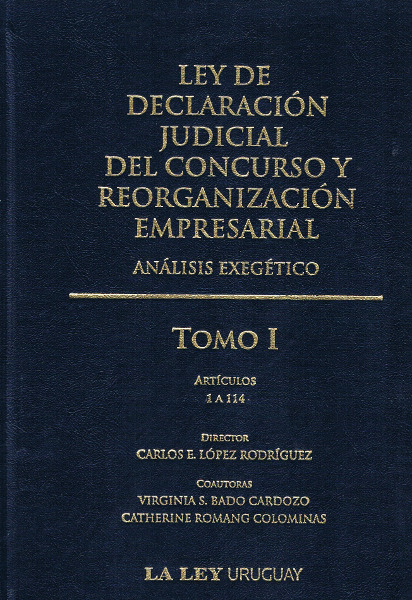 LEY DE
DECLARACIÓN
JUDICIAL
DEL CONCURSO Y
REORGANIZACIÓN
EMPRESARIAL
ANÁLISIS EXEGÉTICO
TOMO I
ARTÍCULOS
1 A 114
DIRECTOR
CARLOS E. LÓPEZ RODRÍGUEZ
COAUTORAS
VIRGINIA S. BADO CARDOZO
CATHERINE ROMANG COLOMINAS
LA LEY URUGUAY